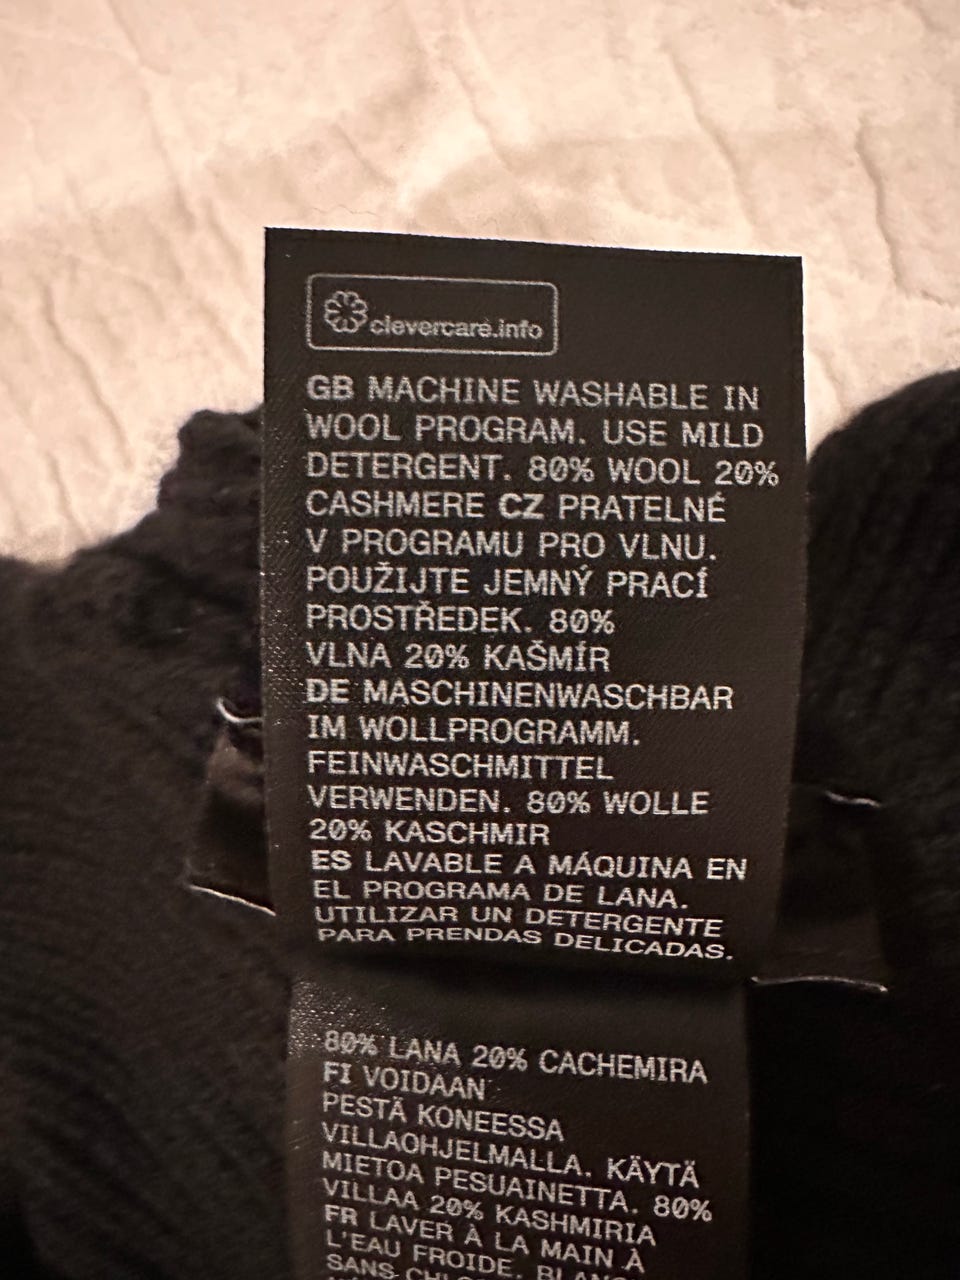 clevercare.info
GB MACHINE WASHABLE IN
WOOL PROGRAM. USE MILD
DETERGENT. 80% WOOL 20%
CASHMERE CZ PRATELNÉ
V PROGRAMU PRO VLNU.
POUŽIJTE JEMNÝ PRACÍ
PROSTŘEDEK. 80%
VLNA 20% KAŠMÍR
DE MASCHINENWASCHBAR
IM WOLLPROGRAMM.
FEINWASCHMITTEL
VERWENDEN. 80% WOLLE
20% KASCHMIR
ES LAVABLE A MÁQUINA EN
EL PROGRAMA DE LANA.
UTILIZAR UN DETERGENTE
PARA PRENDAS DELICADAS.
80% LANA 20% CACHEMIRA
FI VOIDAAN
PESTÄ KONEESSA
VILLAOHJELMALLA. KÄYTÄ
MIETOA PESUAINETTA. 80%
VILLAA 20% KASHMIRIA
FR LAVER À LA MAIN À
L'EAU FROIDE.
SANS